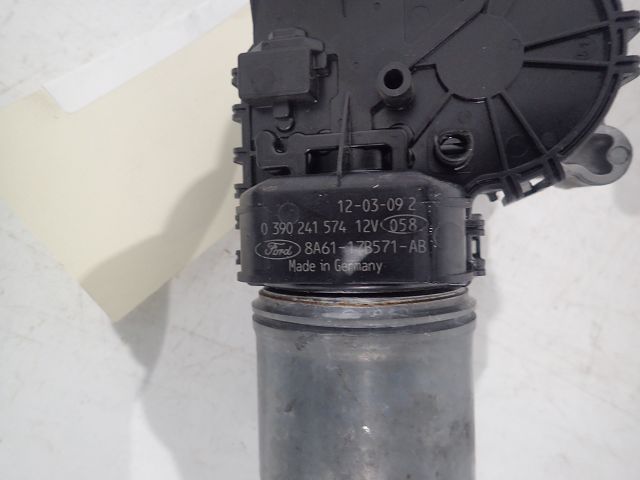 12-03-09 2
0 390 241 574 12V 058
Ford 8A61-17B571-AB
Made in Germany